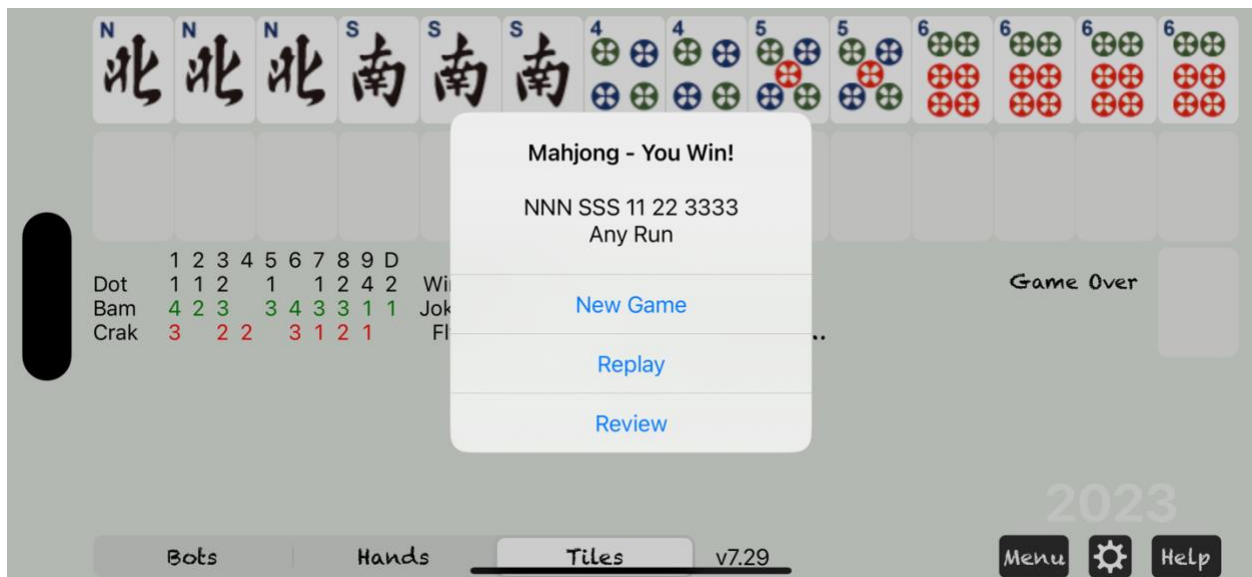 N N N S S S 4 4 5 5 6 6 6 6
北 北 北 南 南 南
Mahjong - You Win!
NNN SSS 11 22 3333
Any Run
New Game
Replay
Review
1 2 3 4 5 6 7 8 9 D
Dot 1 1 2 1 1 2 4 2
Bam 4 2 3 3 4 3 3 1 1
Crak 3 2 2 3 1 2 1
Game Over
2023
Bots Hands Tiles v7.29 Menu Help